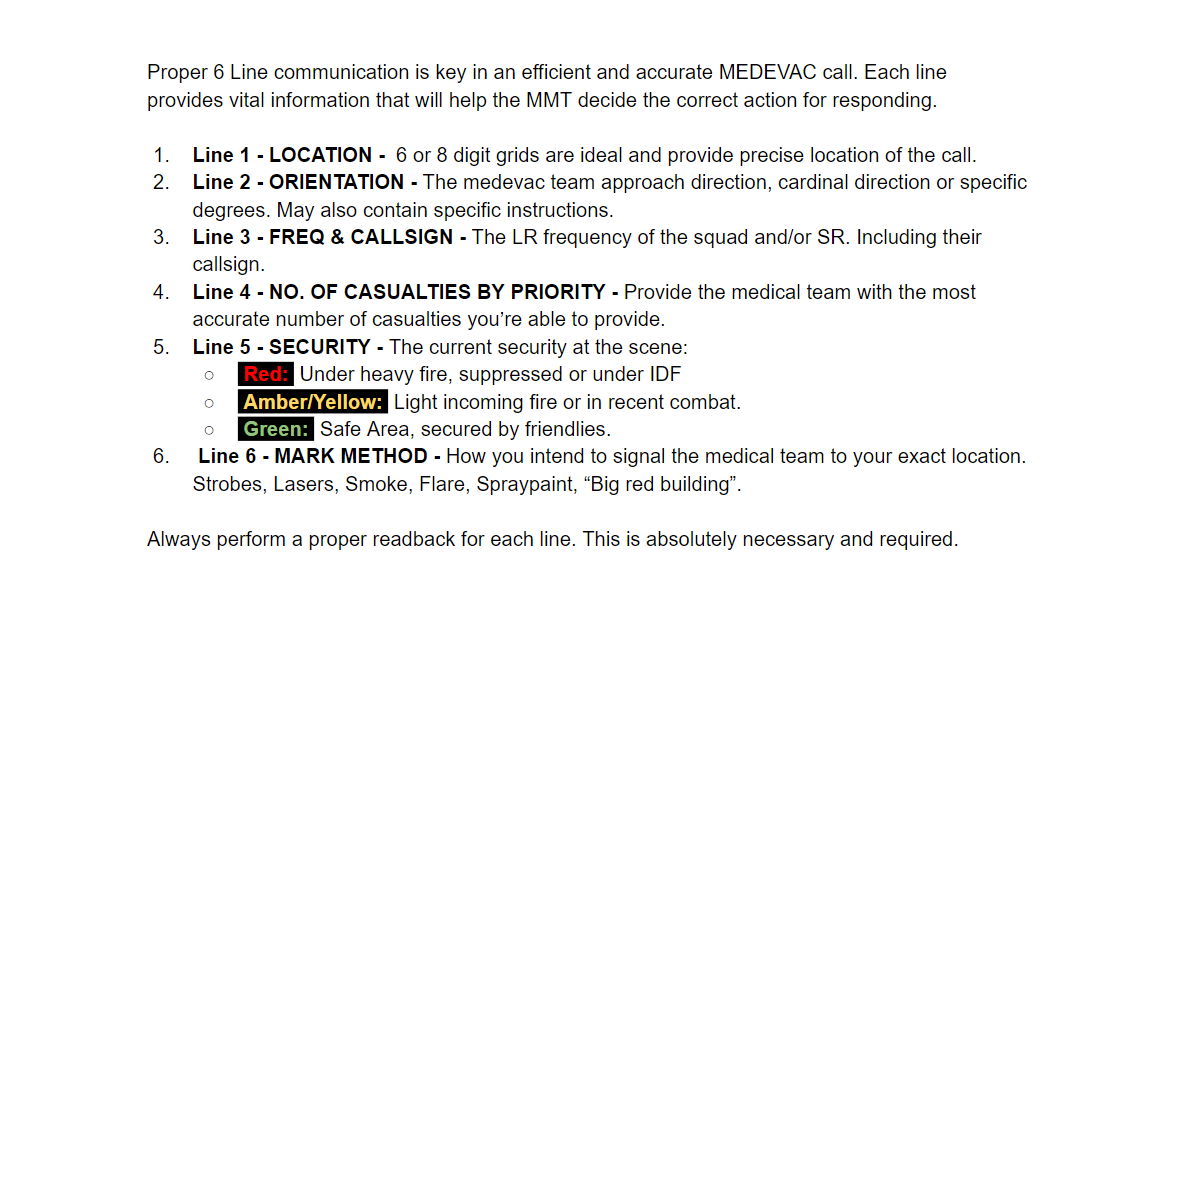 Proper 6 Line communication is key in an efficient and accurate MEDEVAC call. Each line
provides vital information that will help the MMT decide the correct action for responding.
1. Line 1 - LOCATION - 6 or 8 digit grids are ideal and provide precise location of the call.
2. Line 2 - ORIENTATION - The medevac team approach direction, cardinal direction or specific
degrees. May also contain specific instructions.
3. Line 3 - FREQ & CALLSIGN - The LR frequency of the squad and/or SR. Including their
callsign.
4. Line 4 - NO. OF CASUALTIES BY PRIORITY - Provide the medical team with the most
accurate number of casualties you’re able to provide.
5. Line 5 - SECURITY - The current security at the scene:
○ Red: Under heavy fire, suppressed or under IDF
○ Amber/Yellow: Light incoming fire or in recent combat.
○ Green: Safe Area, secured by friendlies.
6. Line 6 - MARK METHOD - How you intend to signal the medical team to your exact location.
Strobes, Lasers, Smoke, Flare, Spraypaint, “Big red building”.
Always perform a proper readback for each line. This is absolutely necessary and required.